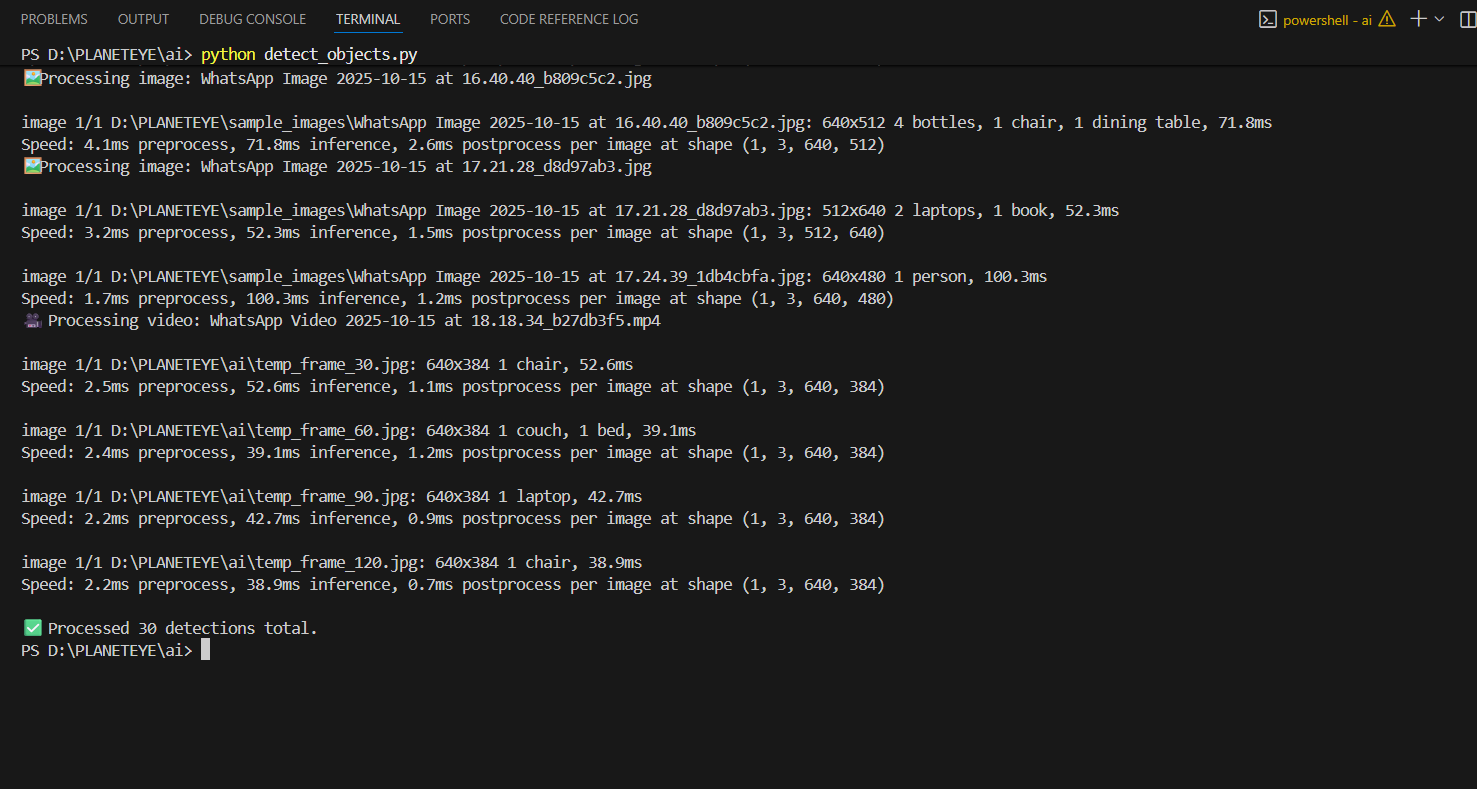 PROBLEMS OUTPUT DEBUG CONSOLE TERMINAL PORTS CODE REFERENCE LOG powershell - ai
PS D:\PLANETEYE\ai> python detect_objects.py
Processing image: WhatsApp Image 2025-10-15 at 16.40.40_b809c5c2.jpg
image 1/1 D:\PLANETEYE\sample_images\WhatsApp Image 2025-10-15 at 16.40.40_b809c5c2.jpg: 640x512 4 bottles, 1 chair, 1 dining table, 71.8ms
Speed: 4.1ms preprocess, 71.8ms inference, 2.6ms postprocess per image at shape (1, 3, 640, 512)
Processing image: WhatsApp Image 2025-10-15 at 17.21.28_d8d97ab3.jpg
image 1/1 D:\PLANETEYE\sample_images\WhatsApp Image 2025-10-15 at 17.21.28_d8d97ab3.jpg: 512x640 2 laptops, 1 book, 52.3ms
Speed: 3.2ms preprocess, 52.3ms inference, 1.5ms postprocess per image at shape (1, 3, 512, 640)
image 1/1 D:\PLANETEYE\sample_images\WhatsApp Image 2025-10-15 at 17.24.39_1db4cbfa.jpg: 640x480 1 person, 100.3ms
Speed: 1.7ms preprocess, 100.3ms inference, 1.2ms postprocess per image at shape (1, 3, 640, 480)
Processing video: WhatsApp Video 2025-10-15 at 18.18.34_b27db3f5.mp4
image 1/1 D:\PLANETEYE\ai\temp_frame_30.jpg: 640x384 1 chair, 52.6ms
Speed: 2.5ms preprocess, 52.6ms inference, 1.1ms postprocess per image at shape (1, 3, 640, 384)
image 1/1 D:\PLANETEYE\ai\temp_frame_60.jpg: 640x384 1 couch, 1 bed, 39.1ms
Speed: 2.4ms preprocess, 39.1ms inference, 1.2ms postprocess per image at shape (1, 3, 640, 384)
image 1/1 D:\PLANETEYE\ai\temp_frame_90.jpg: 640x384 1 laptop, 42.7ms
Speed: 2.2ms preprocess, 42.7ms inference, 0.9ms postprocess per image at shape (1, 3, 640, 384)
image 1/1 D:\PLANETEYE\ai\temp_frame_120.jpg: 640x384 1 chair, 38.9ms
Speed: 2.2ms preprocess, 38.9ms inference, 0.7ms postprocess per image at shape (1, 3, 640, 384)
✅ Processed 30 detections total.
PS D:\PLANETEYE\ai>